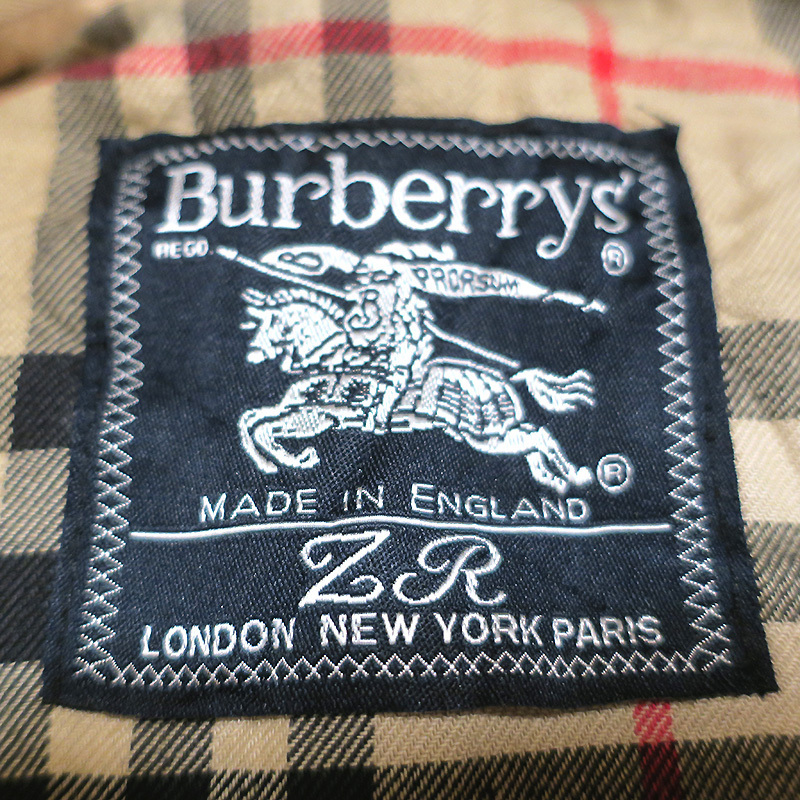 Burberrys'
REGD. ®
B PRORSUM
®
MADE IN ENGLAND
ZR
LONDON NEW YORK PARIS